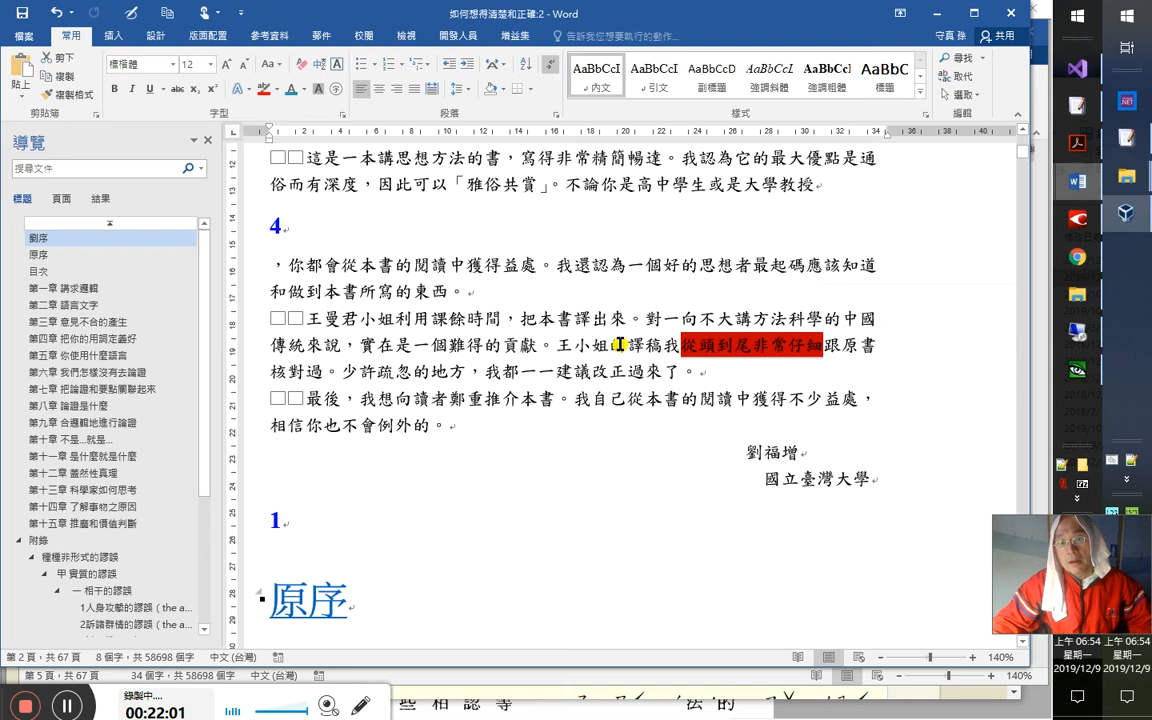 如何想得清楚和正確:2 - Word
檔案 常用 插入 設計 版面配置 參考資料 郵件 校閱 檢視 開發人員 增益集 告訴我您想要執行的動作... 守真 孫 共用
貼上 剪下 標楷體 12 Aa 尋找
複製 取代
複製格式 B I U abc 選取
AaBbCcI AaBbCcI AaBbCcD AaBbCcL AaBbCcl AaBbC
內文 引文 副標題 強調斜體 強調粗體 標題
剪貼簿 字型 段落 樣式 編輯
導覽
搜尋文件
標題 頁面 結果
劉序
原序
目次
第一章 講求邏輯
第二章 語言文字
第三章 意見不合的產生
第四章 把你的用詞定義好
第五章 你使用什麼語言
第六章 我們怎樣沒有去論證
第七章 把論證和要點關聯起來
第八章 論證是什麼
第九章 合邏輯地進行論證
第十章 不是...就是...
第十一章 是什麼就是什麼
第十二章 蓋然性真理
第十三章 科學家如何思考
第十四章 了解事物之原因
第十五章 推廣和價值判斷
附錄
種種非形式的謬誤
甲 實質的謬誤
一 相干的謬誤
1人身攻擊的謬誤（the a...
2訴諸群情的謬誤（the a...
□□這是一本講思想方法的書，寫得非常精簡暢達。我認為它的最大優點是通
俗而有深度，因此可以「雅俗共賞」。不論你是高中學生或是大學教授
4
，你都會從本書的閱讀中獲得益處。我還認為一個好的思想者最起碼應該知道
和做到本書所寫的東西。
□□王曼君小姐利用課餘時間，把本書譯出來。對一向不大講方法科學的中國
傳統來說，實在是一個難得的貢獻。王小姐的譯稿我從頭到尾非常仔細跟原書
核對過。少許疏忽的地方，我都一一建議改正過來了。
□□最後，我想向讀者鄭重推介本書。我自己從本書的閱讀中獲得不少益處，
相信你也不會例外的。
劉福增
國立臺灣大學
1
原序
第 2 頁，共 67 頁 8 個字，共 58698 個字 中文 (台灣) 140%
第 5 頁，共 67 頁 34 個字，共 58698 個字 中文 (台灣) 140%
錄製中....
00:22:01
些 相 認 等 法 的
上午 06:54 上午 06:54
星期一 星期一
2019/12/9 2019/12/9